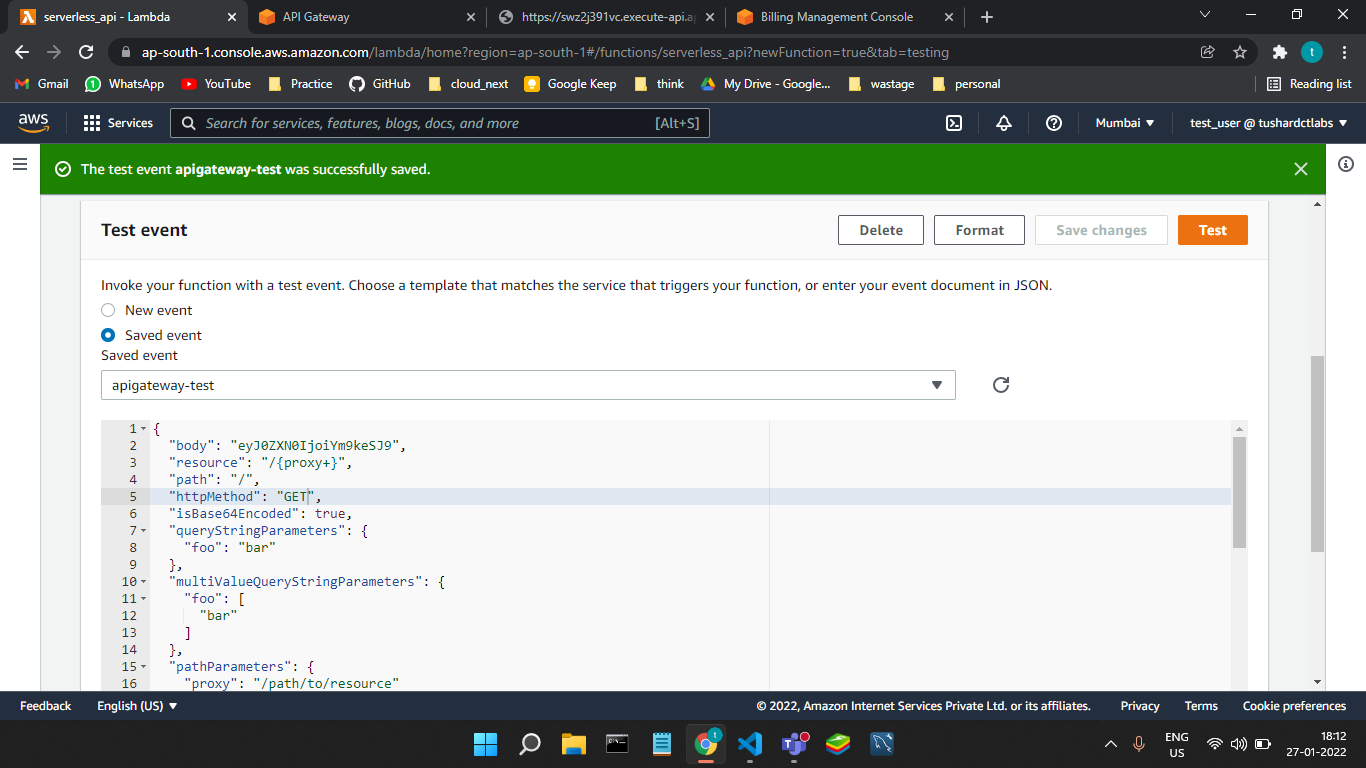 serverless_api - Lambda
API Gateway
https://swz2j391vc.execute-api.ap
Billing Management Console
ap-south-1.console.aws.amazon.com/lambda/home?region=ap-south-1#/functions/serverless_api?newFunction=true&tab=testing
t
Gmail
1
WhatsApp
YouTube
Practice
GitHub
cloud_next
Google Keep
think
My Drive - Google...
wastage
personal
Reading list
aws
Services
Search for services, features, blogs, docs, and more
[Alt+S]
Mumbai
test_user @ tushardctlabs
The test event apigateway-test was successfully saved.
Test event
Delete
Format
Save changes
Test
Invoke your function with a test event. Choose a template that matches the service that triggers your function, or enter your event document in JSON.
New event
Saved event
Saved event
apigateway-test
1 {
2 "body": "eyJ0ZXN0IjoiYm9keSJ9",
3 "resource": "/{proxy+}",
4 "path": "/",
5 "httpMethod": "GET",
6 "isBase64Encoded": true,
7 "queryStringParameters": {
8 "foo": "bar"
9 },
10 "multiValueQueryStringParameters": {
11 "foo": [
12 "bar"
13 ]
14 },
15 "pathParameters": {
16 "proxy": "/path/to/resource"
Feedback
English (US)
© 2022, Amazon Internet Services Private Ltd. or its affiliates.
Privacy
Terms
Cookie preferences
t
ENG
US
18:12
27-01-2022